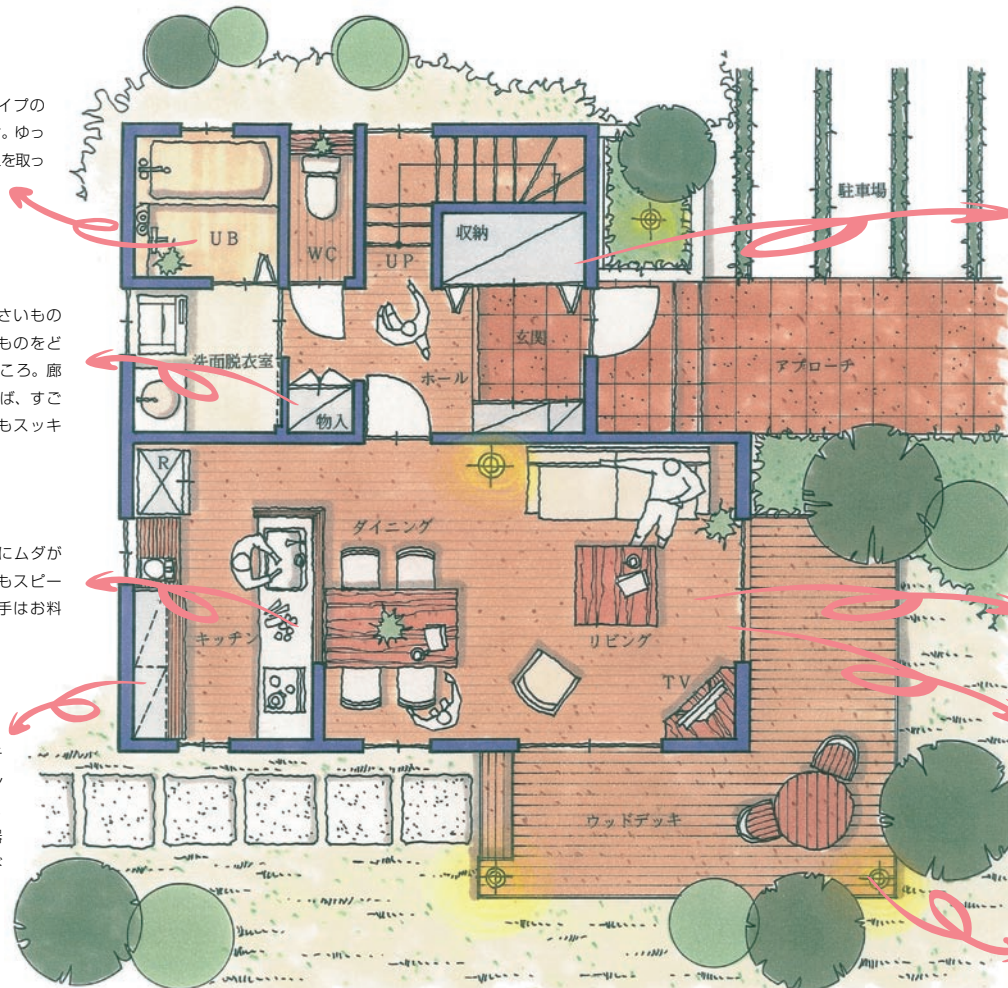 イプの
。ゆっ
を取っ
さいもの
ものをど
ころ。廊
ば、すご
もスッキ
にムダが
もスピー
手はお料
UB
WC
UP
収納
駐車場
洗面脱衣室
物入
ホール
玄関
アプローチ
R
ダイニング
キッチン
リビング
TV
ウッドデッキ